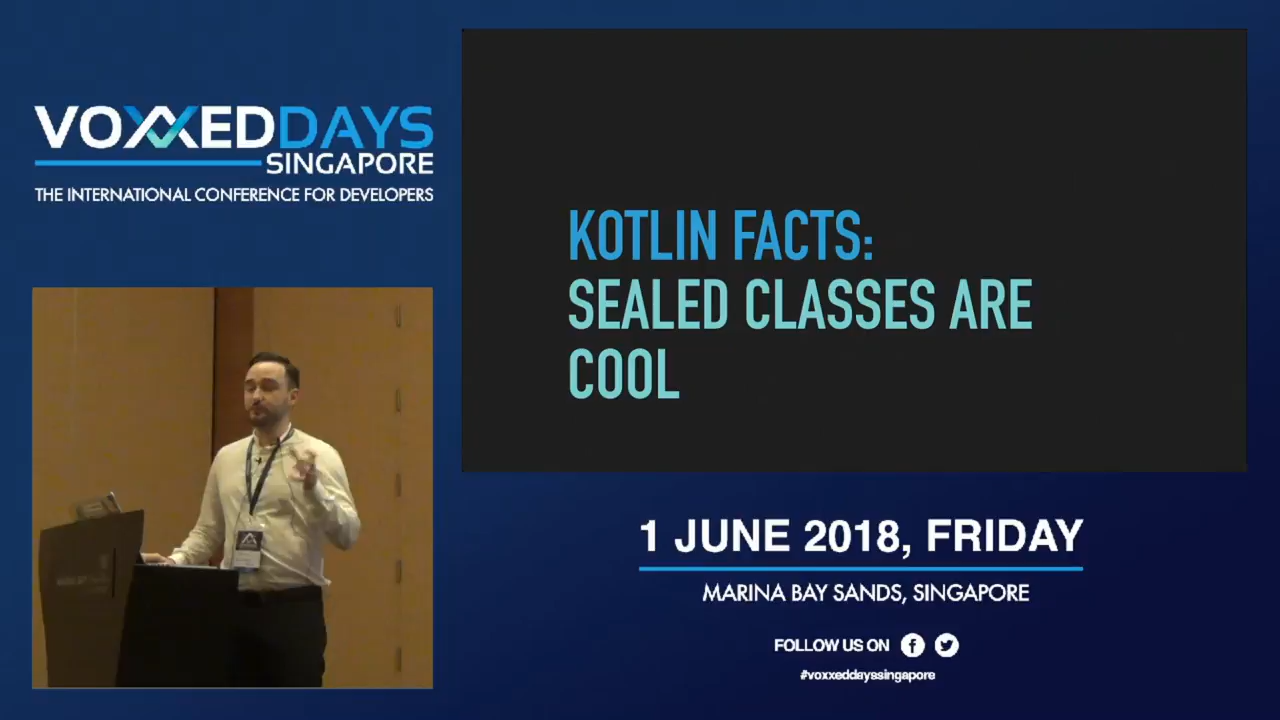 VOXXEDDAYS
SINGAPORE
THE INTERNATIONAL CONFERENCE FOR DEVELOPERS
KOTLIN FACTS:
SEALED CLASSES ARE
COOL
1 JUNE 2018, FRIDAY
MARINA BAY SANDS, SINGAPORE
FOLLOW US ON
#voxxeddayssingapore